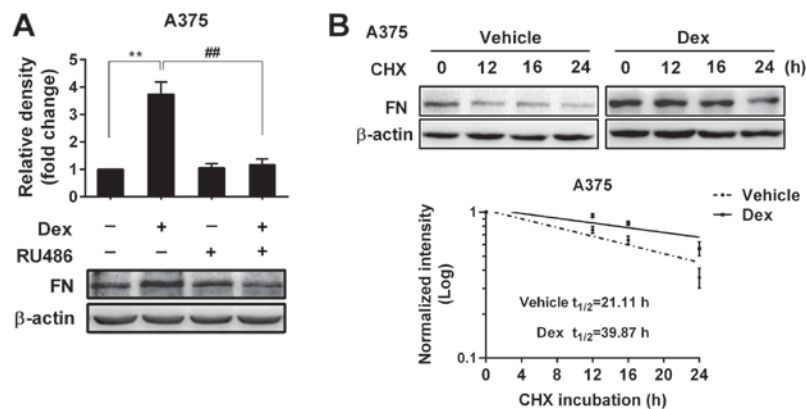 A
A375
Relative density
(fold change)
5
4
3
2
1
0
**
##
Dex − + − +
RU486 − − + +
FN
β-actin
B
A375 Vehicle Dex
CHX 0 12 16 24 0 12 16 24 (h)
FN
β-actin
A375
Vehicle
Dex
Normalized intensity
(Log)
1
0.1
Vehicle t1/2=21.11 h
Dex t1/2=39.87 h
0 4 8 12 16 20 24
CHX incubation (h)